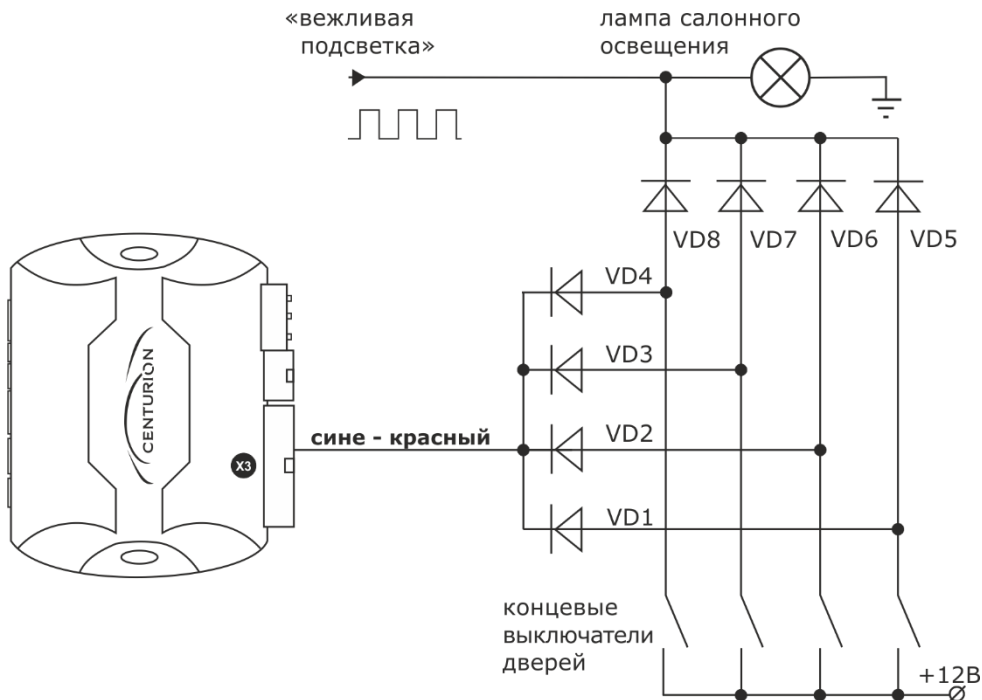 «вежливая
подсветка»
лампа салонного
освещения
VD8
VD7
VD6
VD5
VD4
VD3
VD2
VD1
CENTURION
сине - красный
X3
концевые
выключатели
дверей
+12В